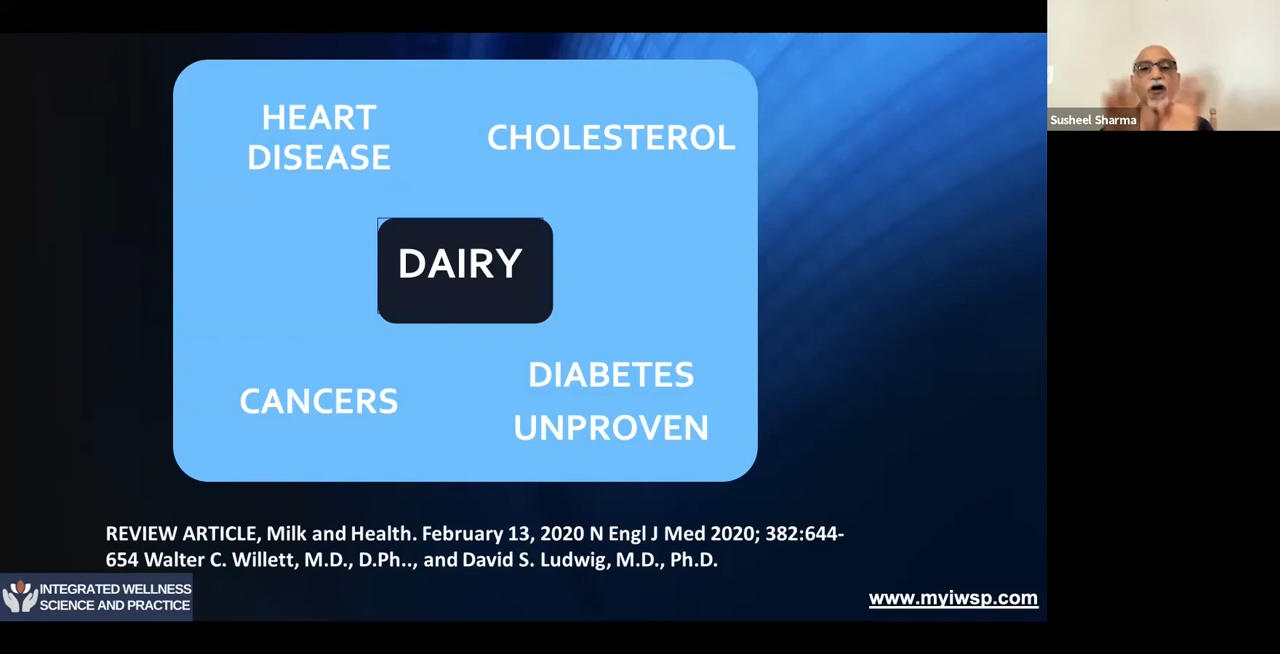 HEART
DISEASE
CHOLESTEROL
DAIRY
CANCERS
DIABETES
UNPROVEN
REVIEW ARTICLE, Milk and Health. February 13, 2020 N Engl J Med 2020; 382:644-
654 Walter C. Willett, M.D., D.Ph.., and David S. Ludwig, M.D., Ph.D.
INTEGRATED WELLNESS
SCIENCE AND PRACTICE
www.myiwsp.com
Susheel Sharma